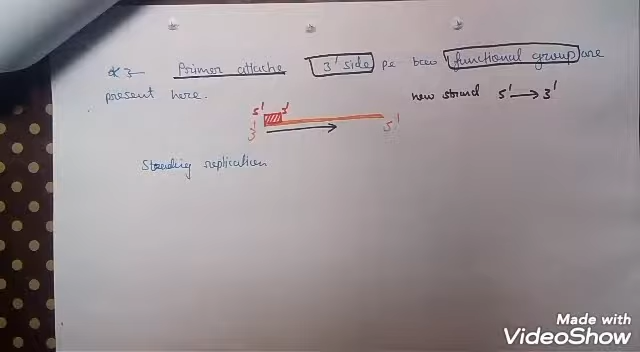 *3— Primer attache 3' side pe bcw functional group are
present here.
new strand 5' → 3'
5' 3'
3' 5'
Standing replication
Made with
VideoShow